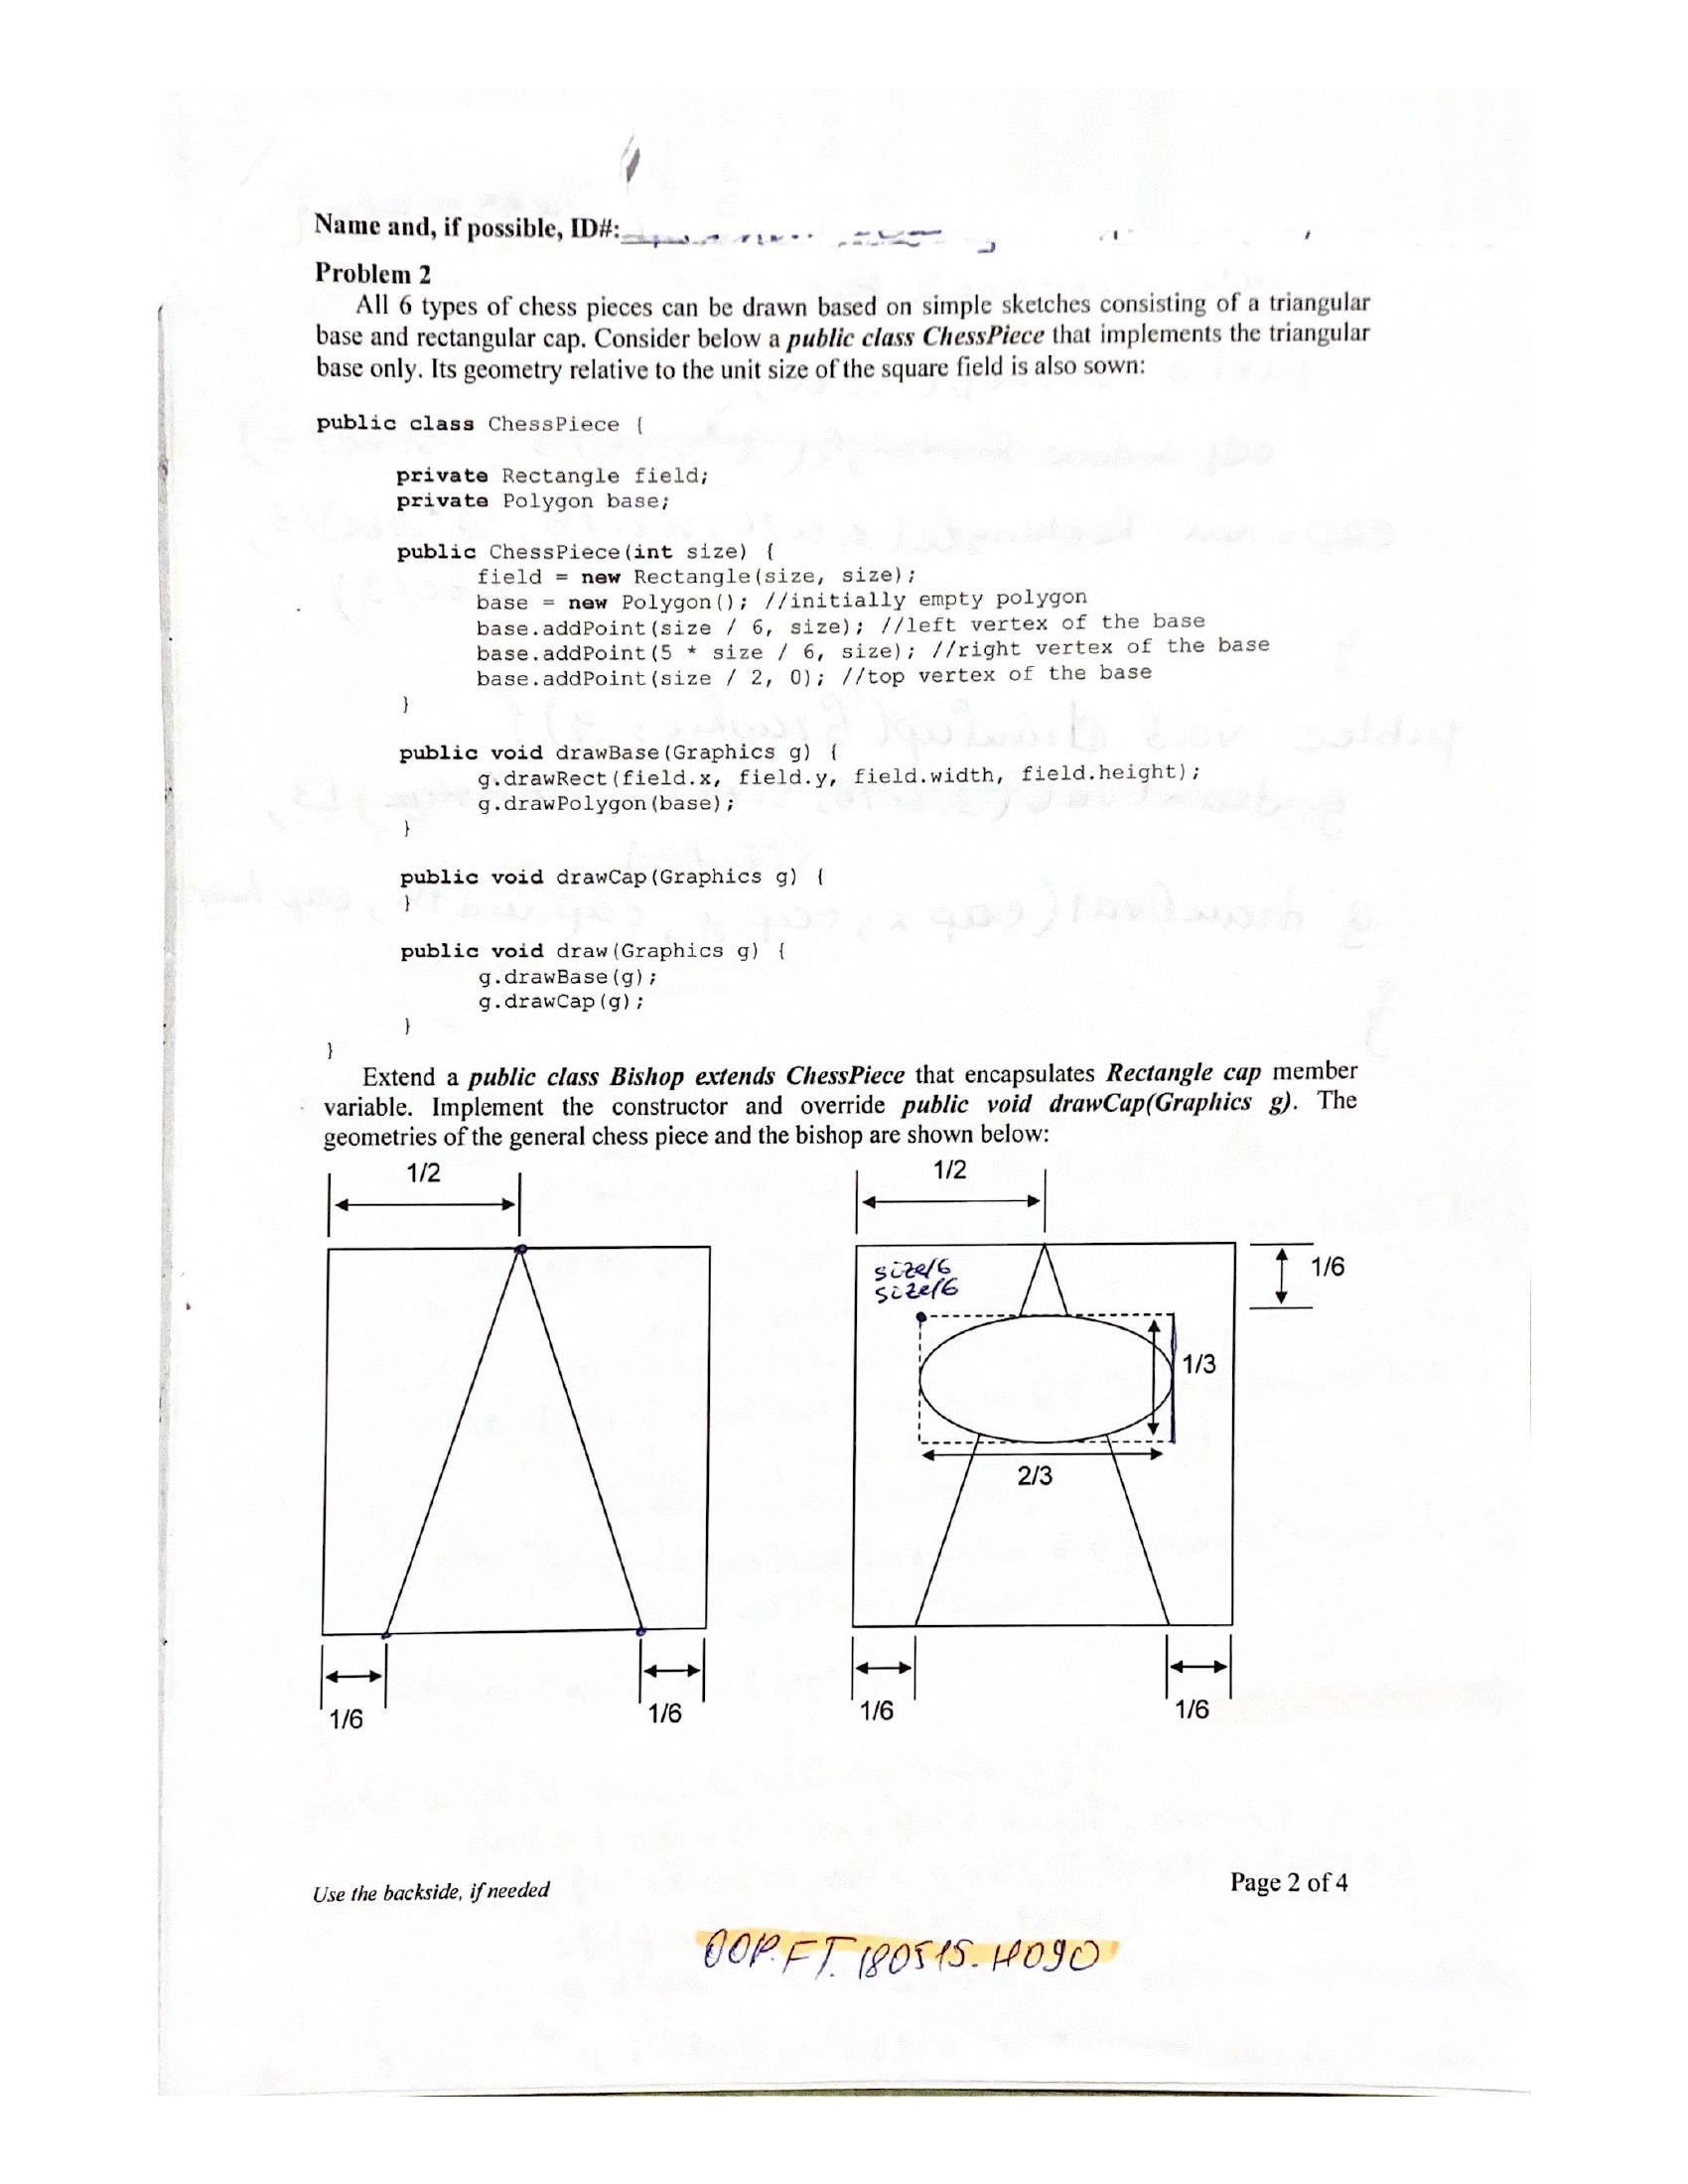 Name and, if possible, ID#:
Problem 2
All 6 types of chess pieces can be drawn based on simple sketches consisting of a triangular
base and rectangular cap. Consider below a public class ChessPiece that implements the triangular
base only. Its geometry relative to the unit size of the square field is also sown:
public class ChessPiece {
private Rectangle field;
private Polygon base;
public ChessPiece(int size) {
field = new Rectangle(size, size);
base = new Polygon(); //initially empty polygon
base.addPoint(size / 6, size); //left vertex of the base
base.addPoint(5 * size / 6, size); //right vertex of the base
base.addPoint(size / 2, 0); //top vertex of the base
}
public void drawBase(Graphics g) {
g.drawRect(field.x, field.y, field.width, field.height);
g.drawPolygon(base);
}
public void drawCap(Graphics g) {
}
public void draw(Graphics g) {
g.drawBase(g);
g.drawCap(g);
}
}
Extend a public class Bishop extends ChessPiece that encapsulates Rectangle cap member
variable. Implement the constructor and override public void drawCap(Graphics g). The
geometries of the general chess piece and the bishop are shown below:
1/2 1/2
size/6 1/6
size/6
1/3
2/3
1/6 1/6 1/6 1/6
Use the backside, if needed Page 2 of 4
OOP.FT.180515.H090